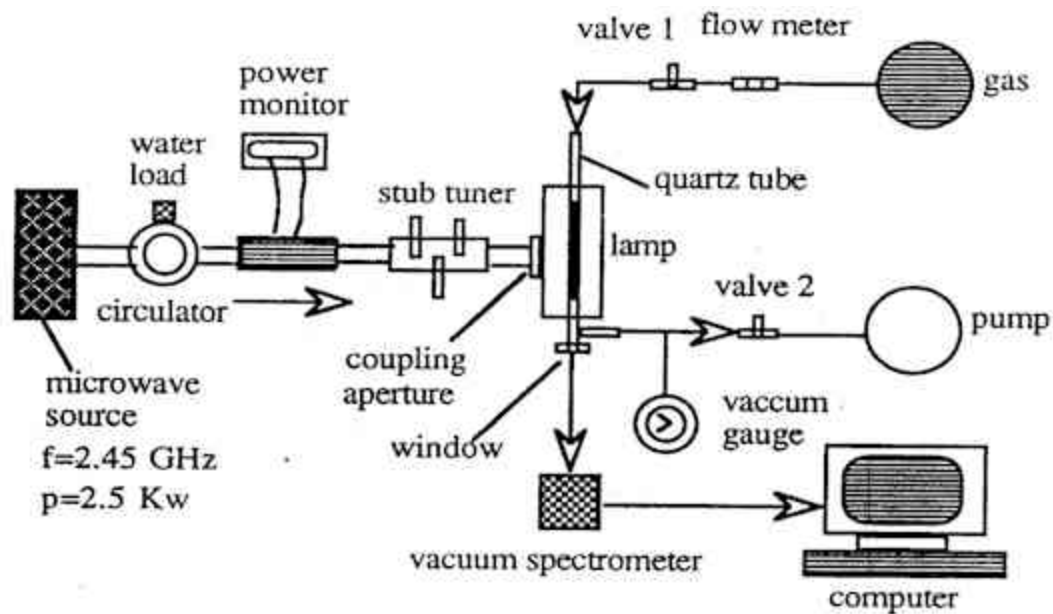 valve 1 flow meter
gas
power
monitor
water
load
stub tuner
quartz tube
lamp
circulator
valve 2
pump
coupling
aperture
microwave
source
f=2.45 GHz
p=2.5 Kw
window
vaccum
gauge
vacuum spectrometer
computer